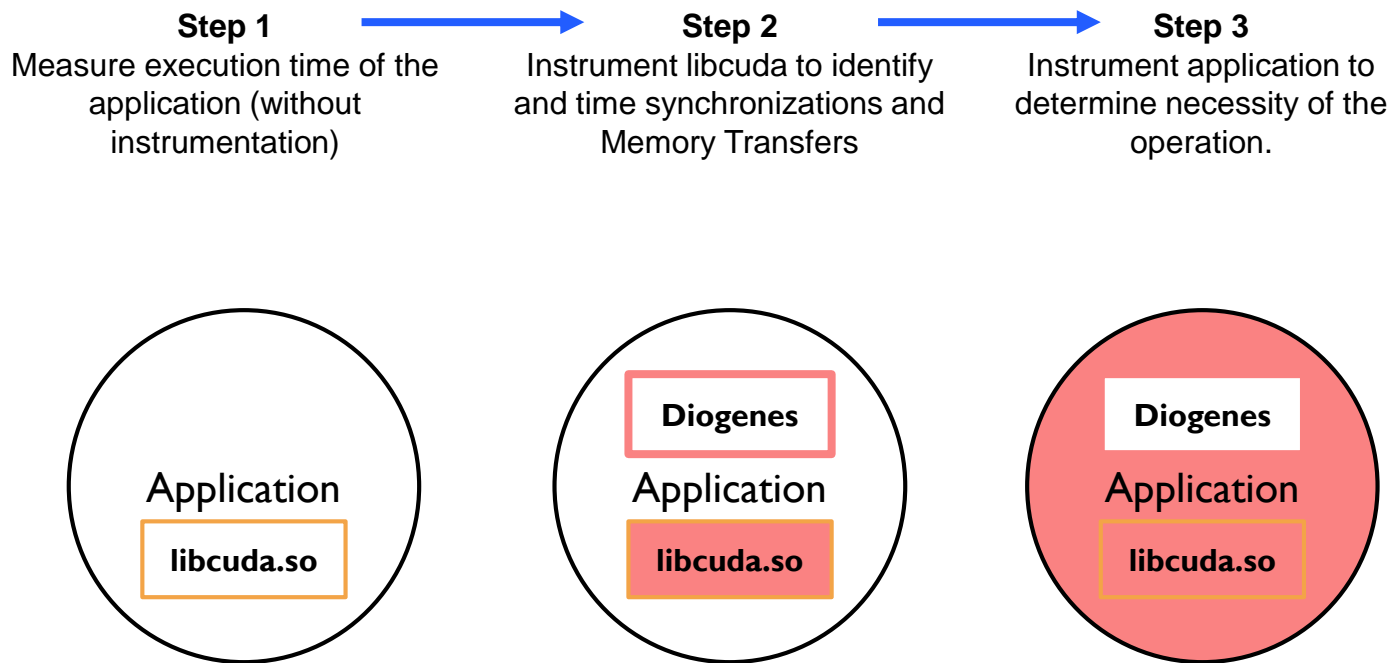 Step 1
Measure execution time of the
application (without
instrumentation)
Step 2
Instrument libcuda to identify
and time synchronizations and
Memory Transfers
Step 3
Instrument application to
determine necessity of the
operation.
Application
libcuda.so
Diogenes
Application
libcuda.so
Diogenes
Application
libcuda.so